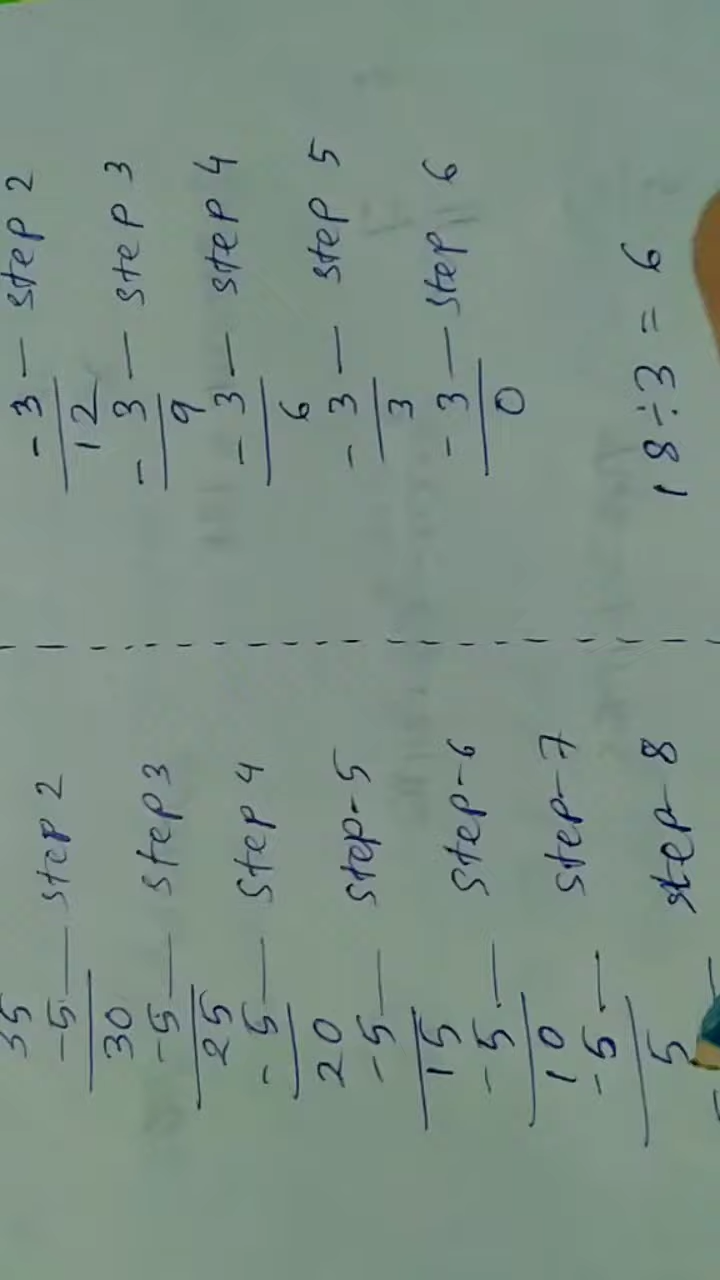 35
-5 — step 2
30
-5 — step 3
25
-5 — step 4
20
-5 — step-5
15
-5 — step-6
10
-5 — step-7
5
step-8
-3 — step 2
12
-3 — step 3
9
-3 — step 4
6
-3 — step 5
3
-3 — step 6
0
18÷3 = 6